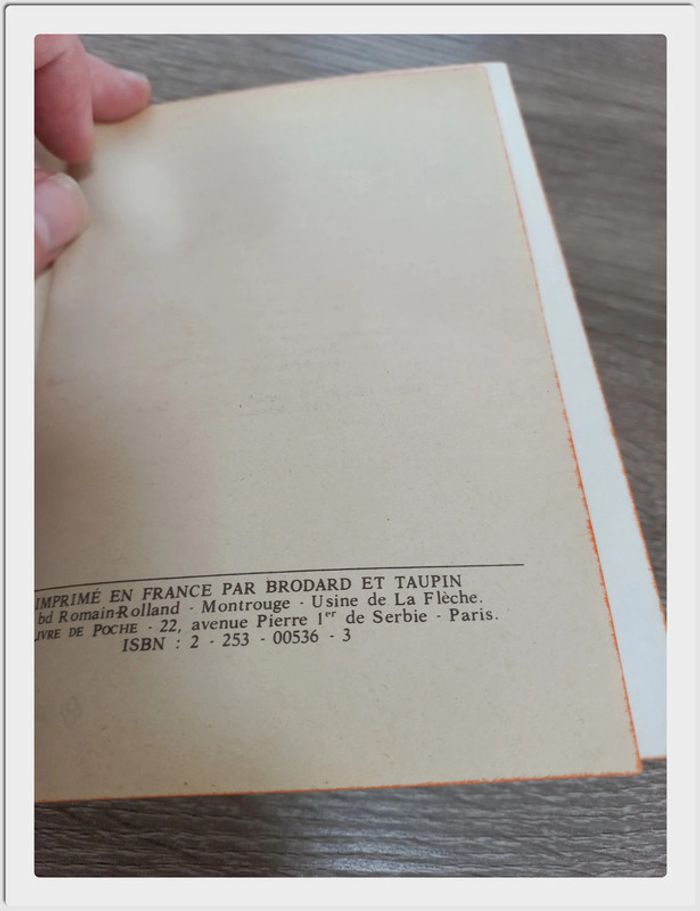 IMPRIMÉ EN FRANCE PAR BRODARD ET TAUPIN
bd Romain-Rolland - Montrouge - Usine de La Flèche.
DE POCHE - 22, avenue Pierre 1er de Serbie - Paris.
ISBN : 2 - 253 - 00536 - 3